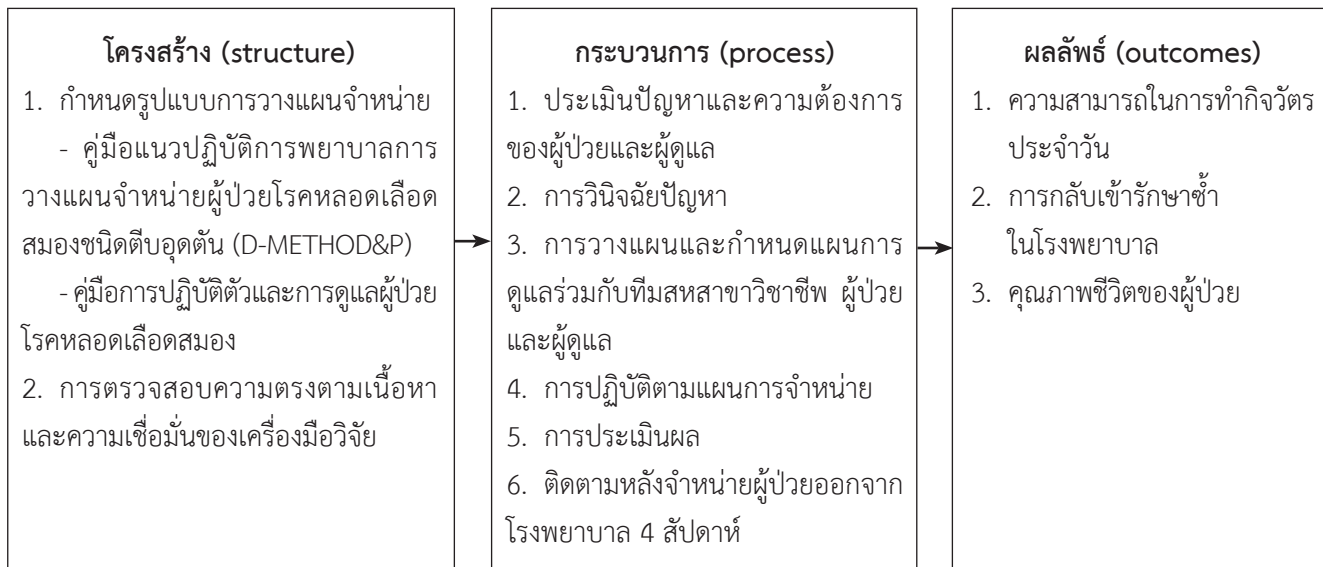 โครงสร้าง (structure)
1. กำหนดรูปแบบการวางแผนจำหน่าย
- คู่มือแนวปฏิบัติการพยาบาลการ
วางแผนจำหน่ายผู้ป่วยโรคหลอดเลือด
สมองชนิดตีบอุดตัน (D-METHOD&P)
- คู่มือการปฏิบัติตัวและการดูแลผู้ป่วย
โรคหลอดเลือดสมอง
2. การตรวจสอบความตรงตามเนื้อหา
และความเชื่อมั่นของเครื่องมือวิจัย
กระบวนการ (process)
1. ประเมินปัญหาและความต้องการ
ของผู้ป่วยและผู้ดูแล
2. การวินิจฉัยปัญหา
3. การวางแผนและกำหนดแผนการ
ดูแลร่วมกับทีมสหสาขาวิชาชีพ ผู้ป่วย
และผู้ดูแล
4. การปฏิบัติตามแผนการจำหน่าย
5. การประเมินผล
6. ติดตามหลังจำหน่ายผู้ป่วยออกจาก
โรงพยาบาล 4 สัปดาห์
ผลลัพธ์ (outcomes)
1. ความสามารถในการทำกิจวัตร
ประจำวัน
2. การกลับเข้ารักษาซ้ำ
ในโรงพยาบาล
3. คุณภาพชีวิตของผู้ป่วย